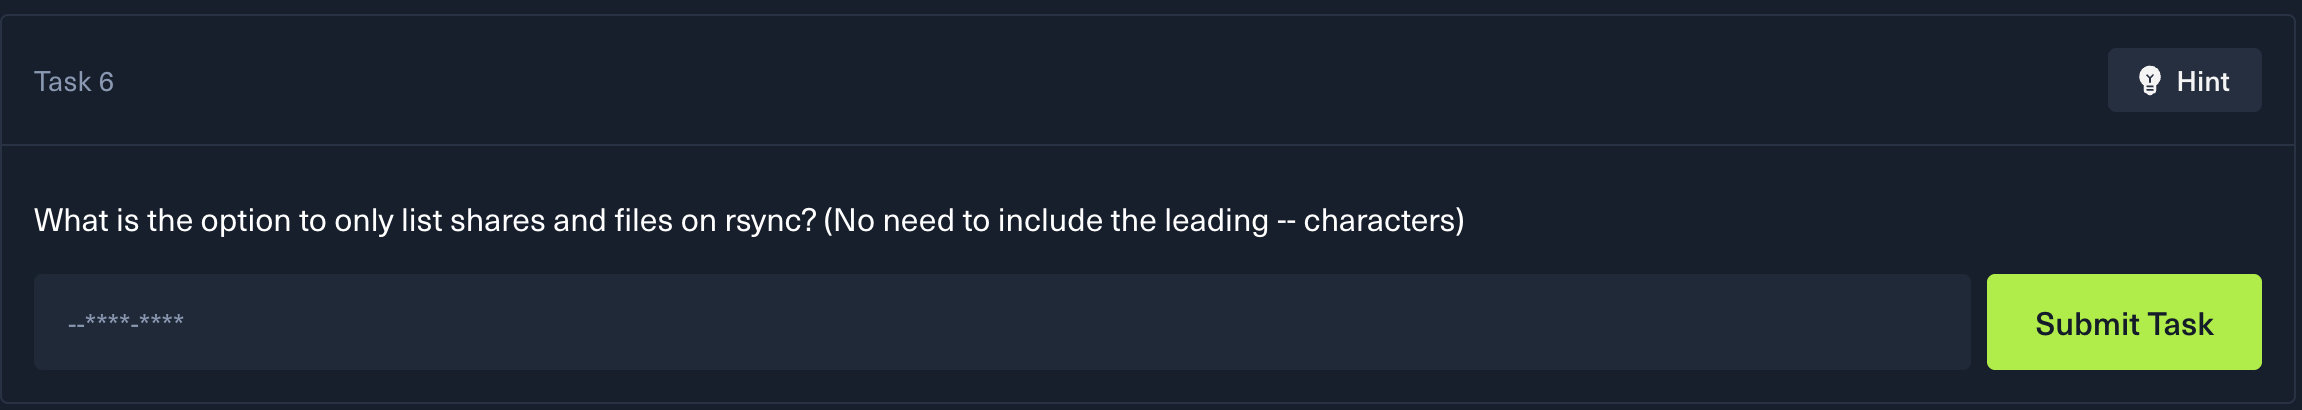 Task 6
Hint
What is the option to only list shares and files on rsync? (No need to include the leading -- characters)
--****-****
Submit Task